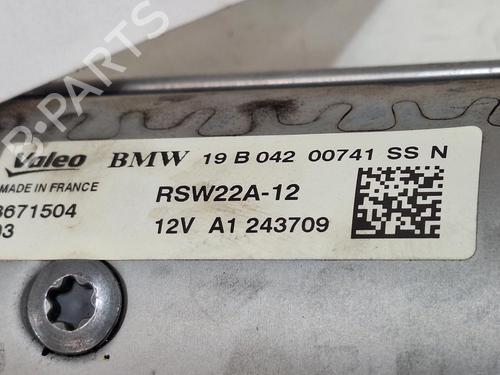 Valeo BMW 19 B 042 00741 SS N
MADE IN FRANCE RSW22A-12
8671504
12V A1 243709
03
B-PARTS